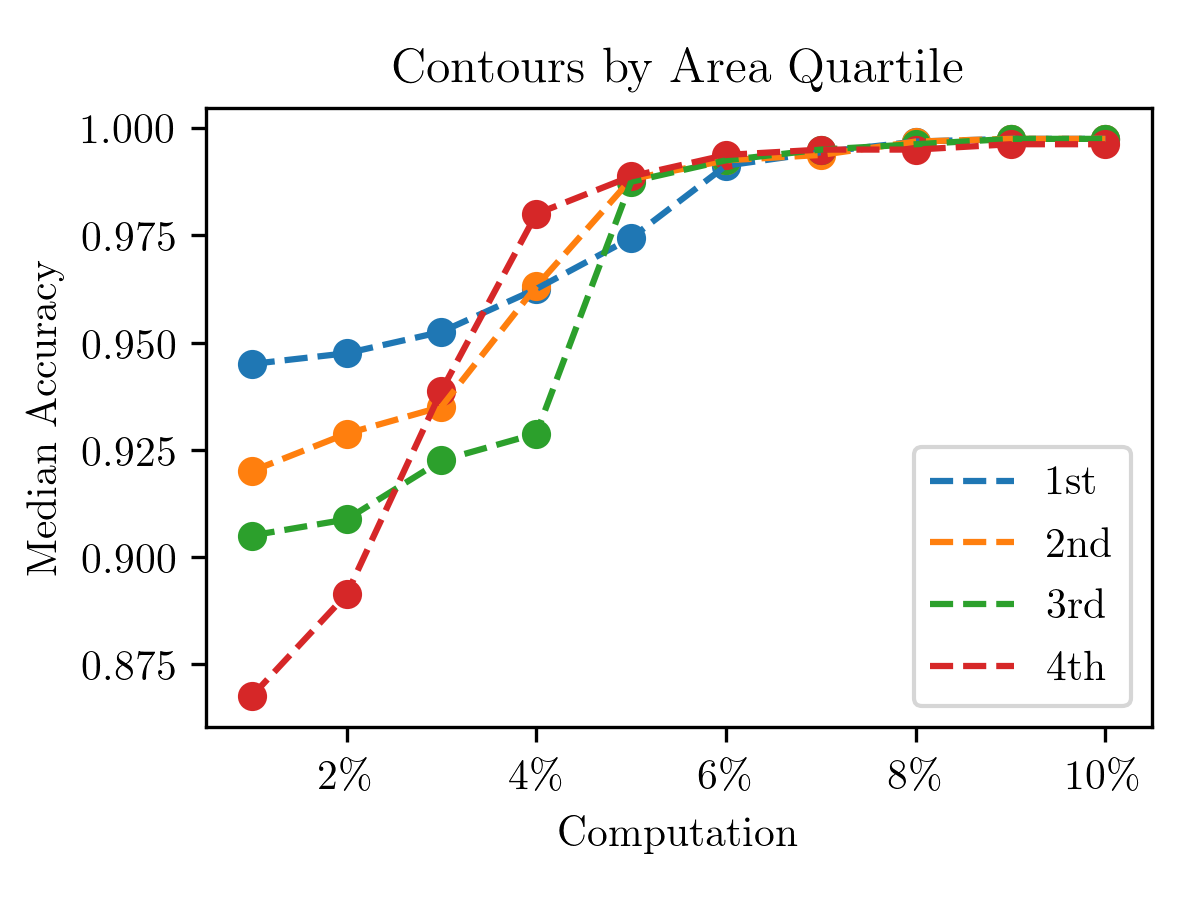 Contours by Area Quartile
Median Accuracy
1.000
0.975
0.950
0.925
0.900
0.875
1st
2nd
3rd
4th
2% 4% 6% 8% 10%
Computation